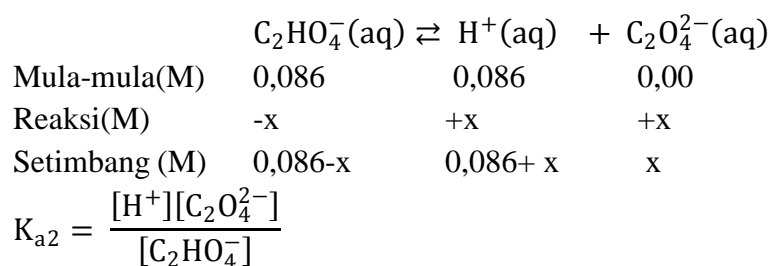 C₂HO₄⁻(aq) ⇄ H⁺(aq) + C₂O₄²⁻(aq)
Mula-mula(M) 0,086 0,086 0,00
Reaksi(M) -x +x +x
Setimbang (M) 0,086-x 0,086+ x x
Kₐ₂ = [H⁺][C₂O₄²⁻] / [C₂HO₄⁻]